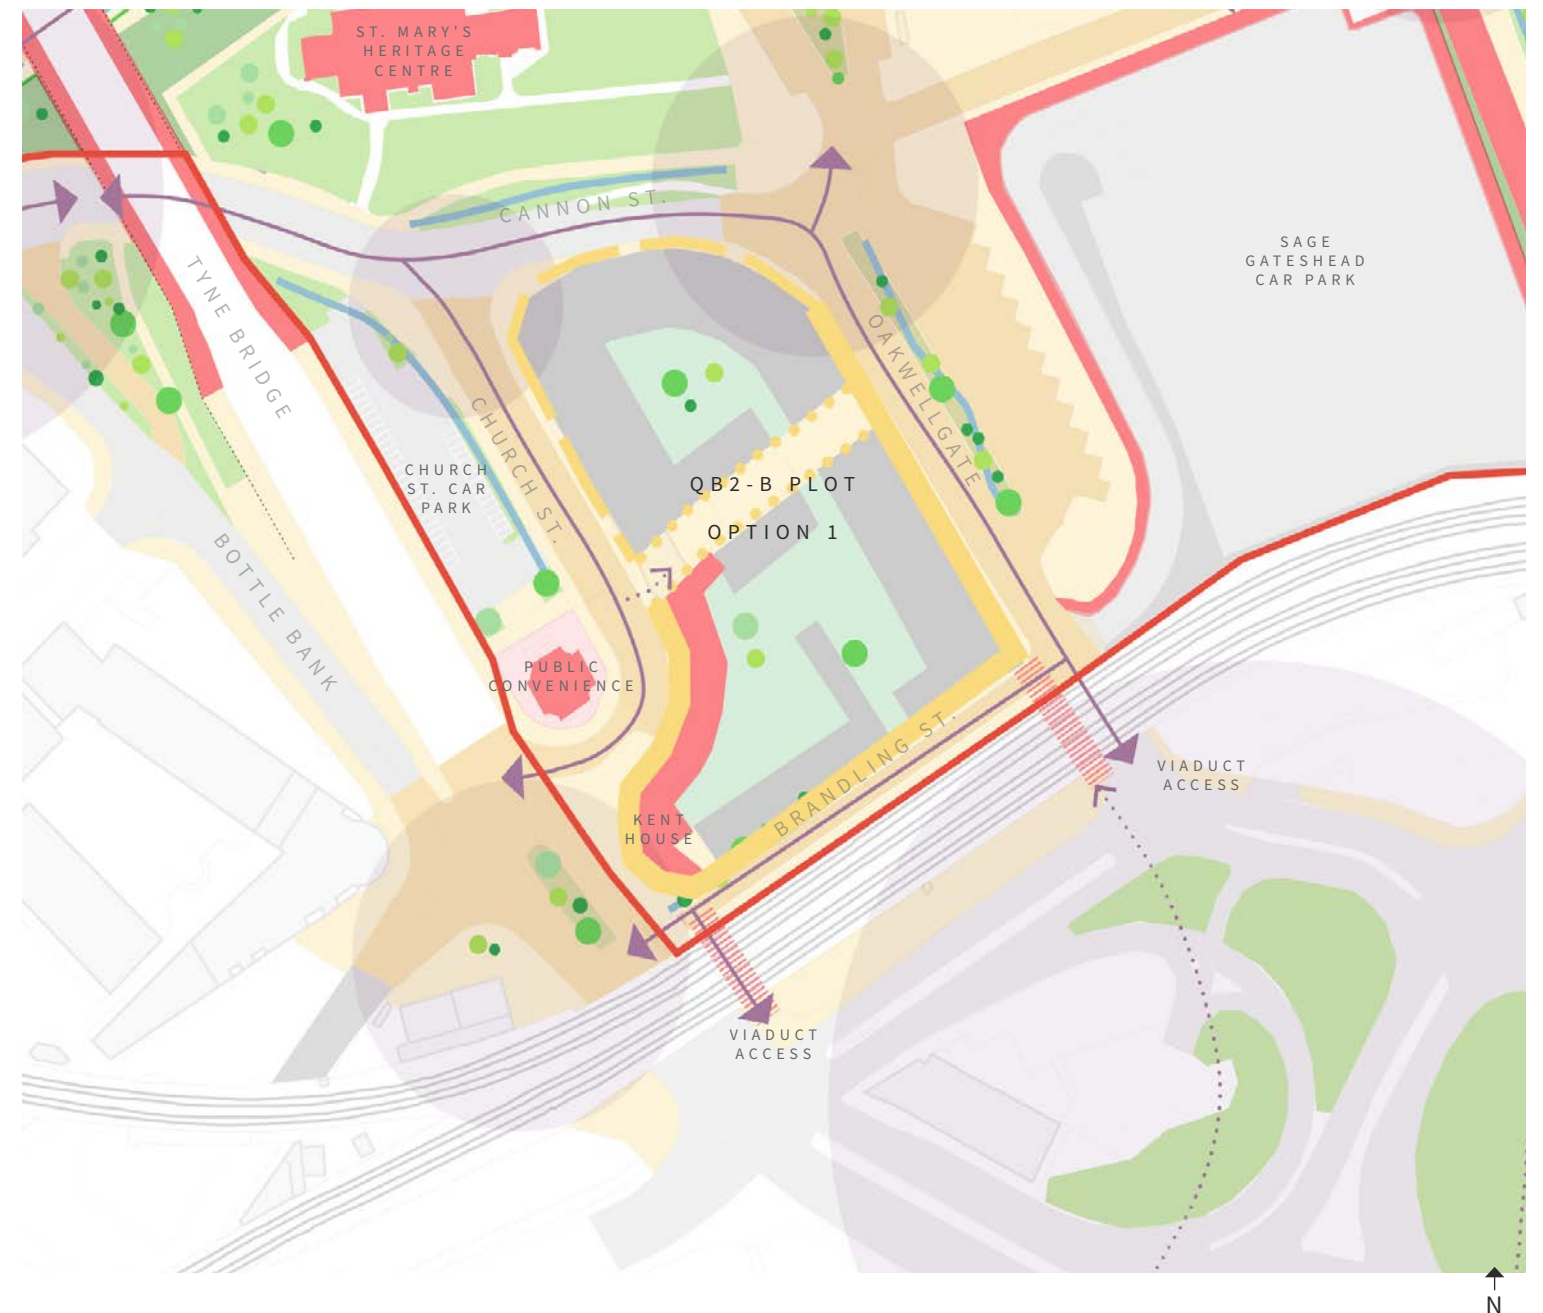 ST. MARY'S
HERITAGE
CENTRE
CANNON ST.
TYNE BRIDGE
SAGE
GATESHEAD
CAR PARK
OAKWELLGATE
CHURCH ST.
CHURCH
ST. CAR
PARK
QB2-B PLOT
OPTION 1
BOTTLE BANK
PUBLIC
CONVENIENCE
BRANDLING ST.
VIADUCT
ACCESS
KENT
HOUSE
VIADUCT
ACCESS
N